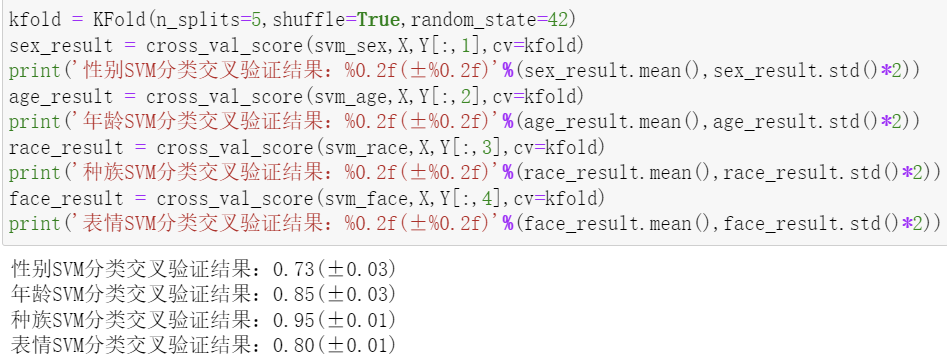 kfold = KFold(n_splits=5,shuffle=True,random_state=42)
sex_result = cross_val_score(svm_sex,X,Y[:,1],cv=kfold)
print('性别SVM分类交叉验证结果：%0.2f(±%0.2f)'%(sex_result.mean(),sex_result.std()*2))
age_result = cross_val_score(svm_age,X,Y[:,2],cv=kfold)
print('年龄SVM分类交叉验证结果：%0.2f(±%0.2f)'%(age_result.mean(),age_result.std()*2))
race_result = cross_val_score(svm_race,X,Y[:,3],cv=kfold)
print('种族SVM分类交叉验证结果：%0.2f(±%0.2f)'%(race_result.mean(),race_result.std()*2))
face_result = cross_val_score(svm_face,X,Y[:,4],cv=kfold)
print('表情SVM分类交叉验证结果：%0.2f(±%0.2f)'%(face_result.mean(),face_result.std()*2))
性别SVM分类交叉验证结果：0.73(±0.03)
年龄SVM分类交叉验证结果：0.85(±0.03)
种族SVM分类交叉验证结果：0.95(±0.01)
表情SVM分类交叉验证结果：0.80(±0.01)